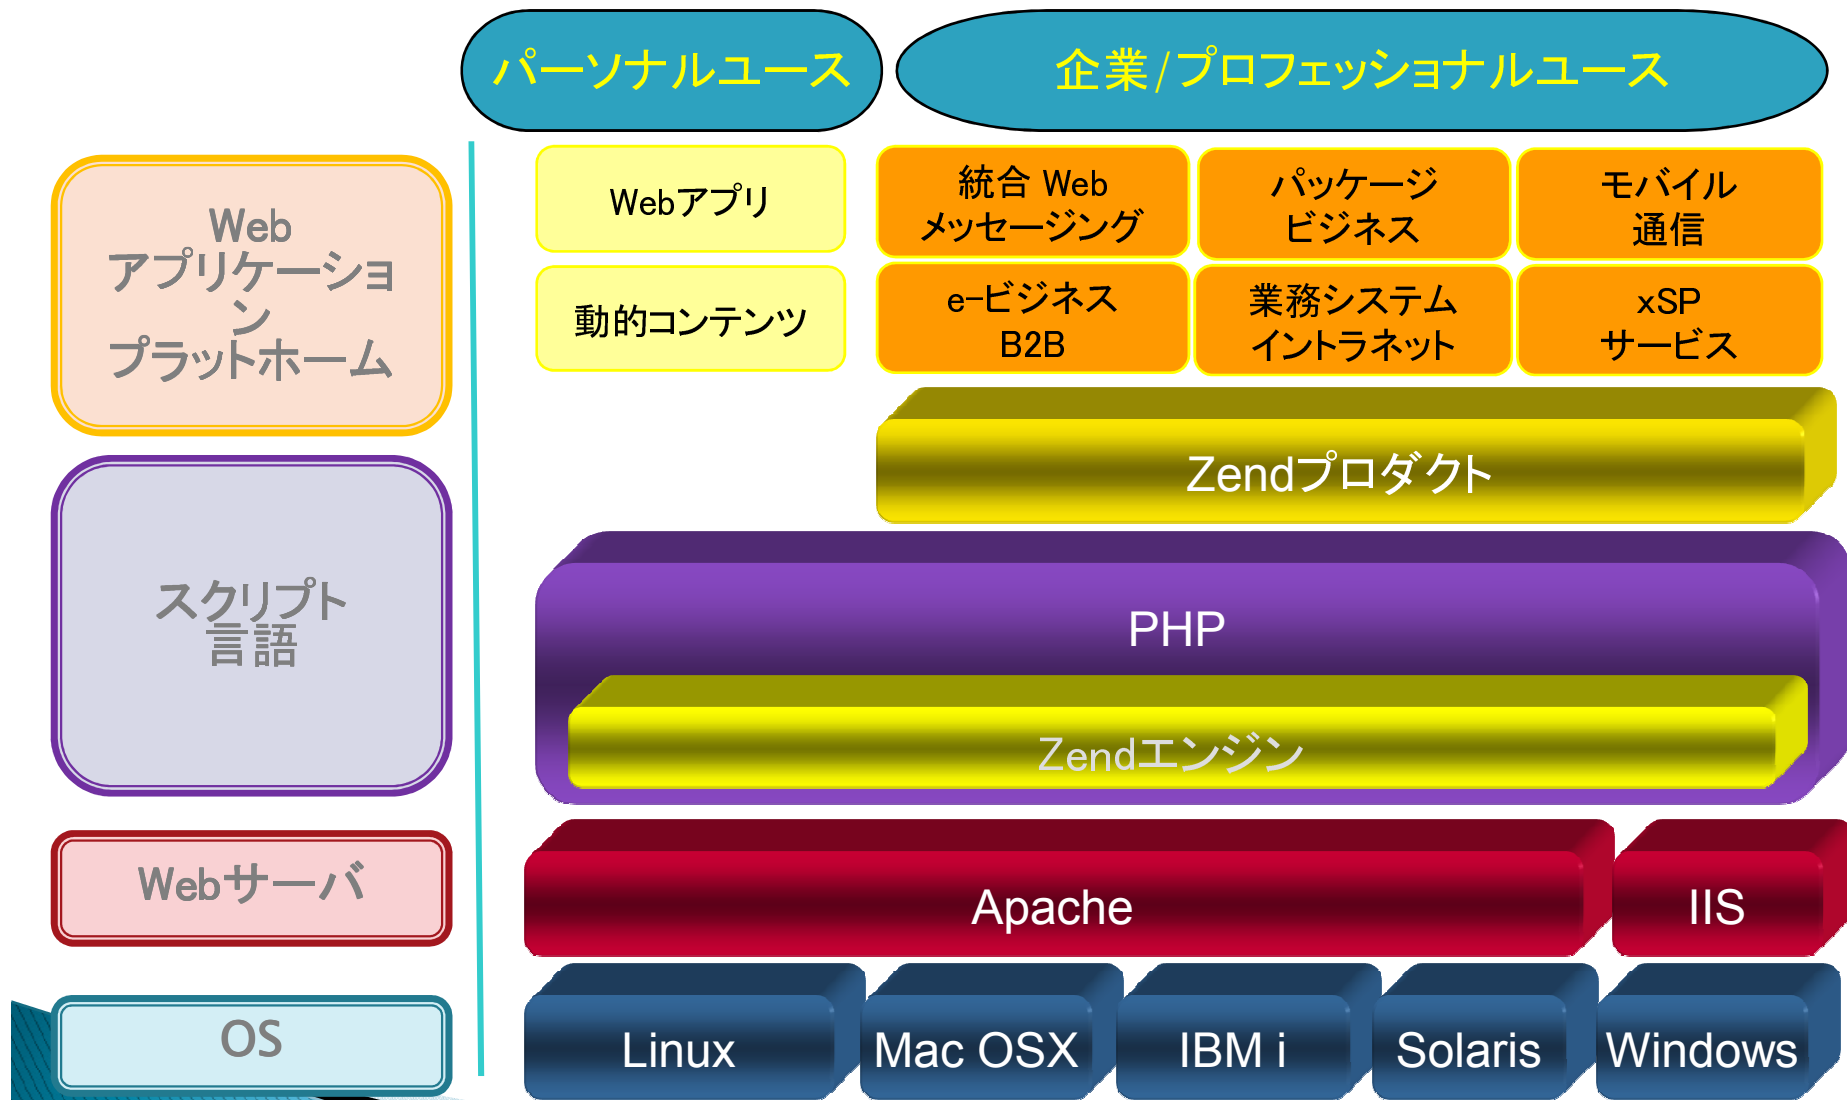 パーソナルユース
企業/プロフェッショナルユース
Web
アプリケーショ
ン
プラットホーム
Webアプリ
統合 Web
メッセージング
パッケージ
ビジネス
モバイル
通信
動的コンテンツ
e-ビジネス
B2B
業務システム
イントラネット
xSP
サービス
Zendプロダクト
スクリプト
言語
PHP
Zendエンジン
Webサーバ
Apache
IIS
OS
Linux
Mac OSX
IBM i
Solaris
Windows